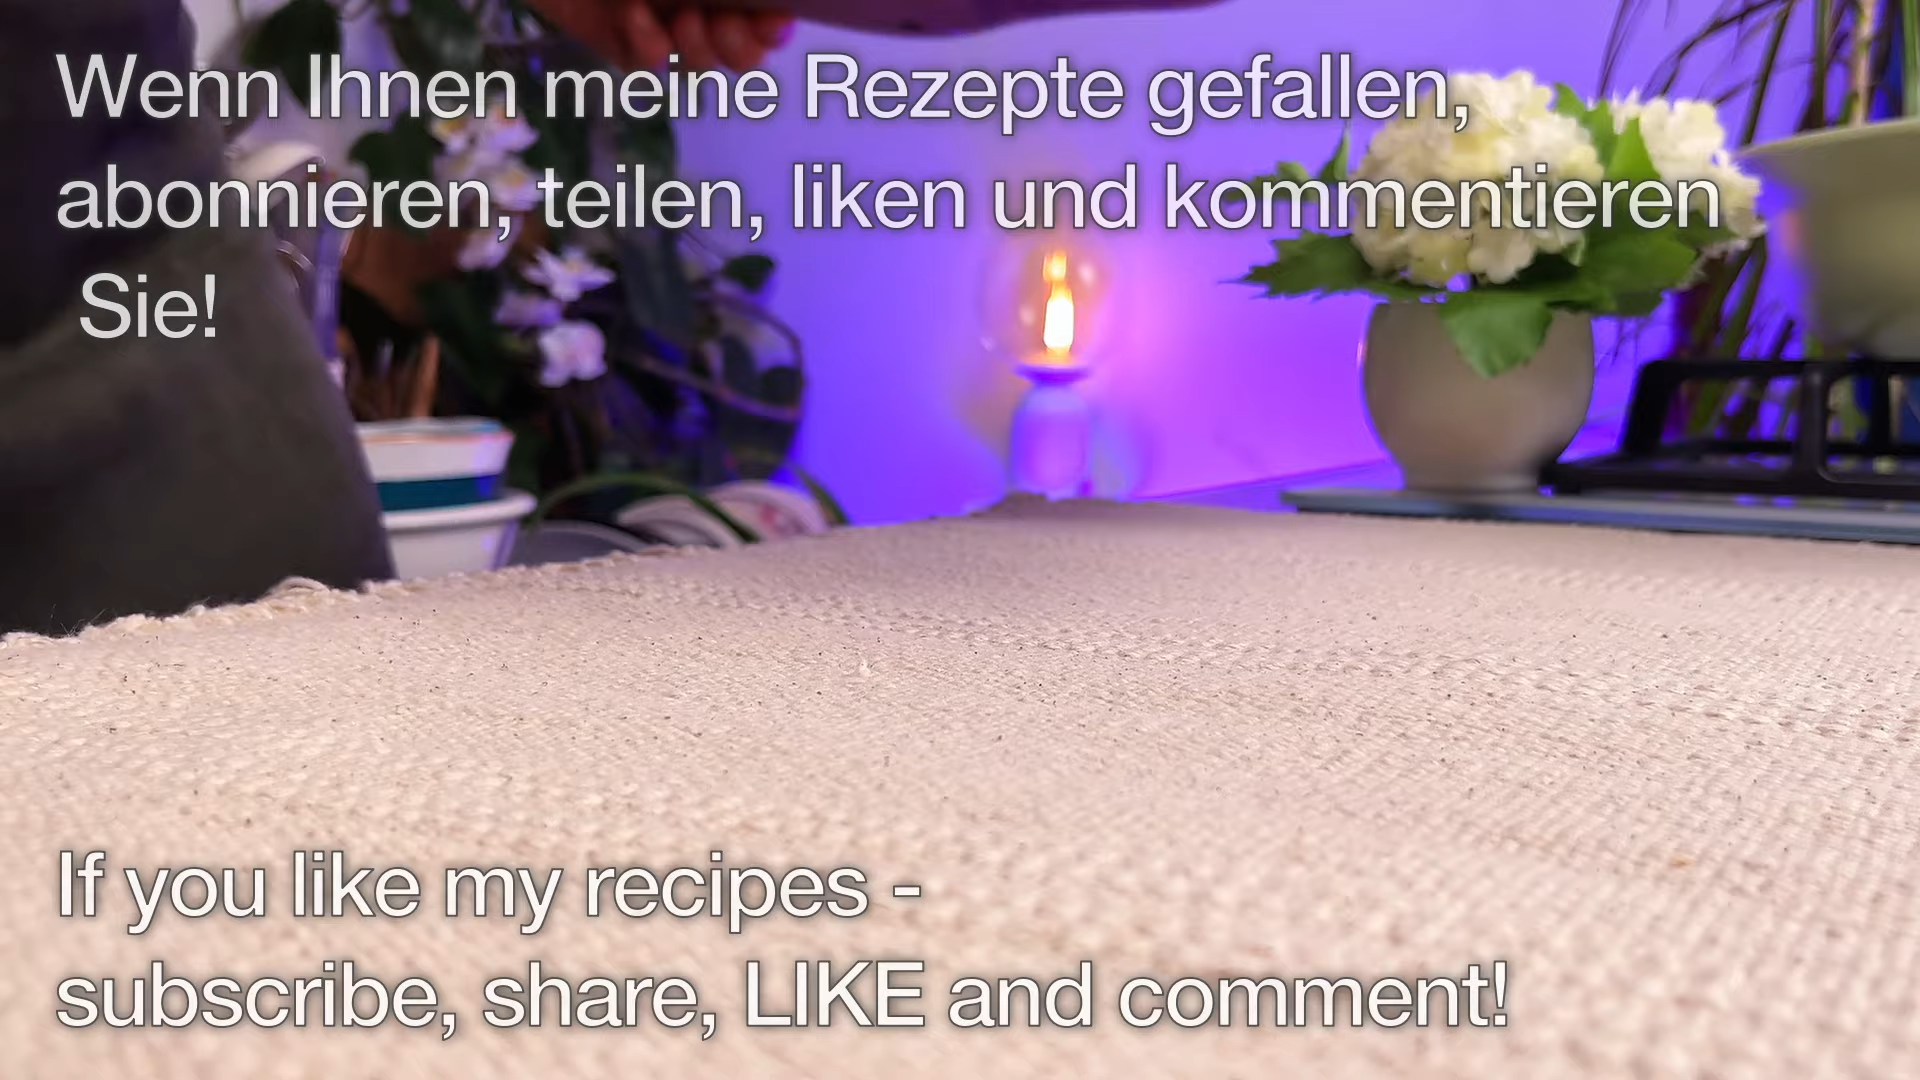 Wenn Ihnen meine Rezepte gefallen,
abonnieren, teilen, liken und kommentieren
Sie!
If you like my recipes -
subscribe, share, LIKE and comment!